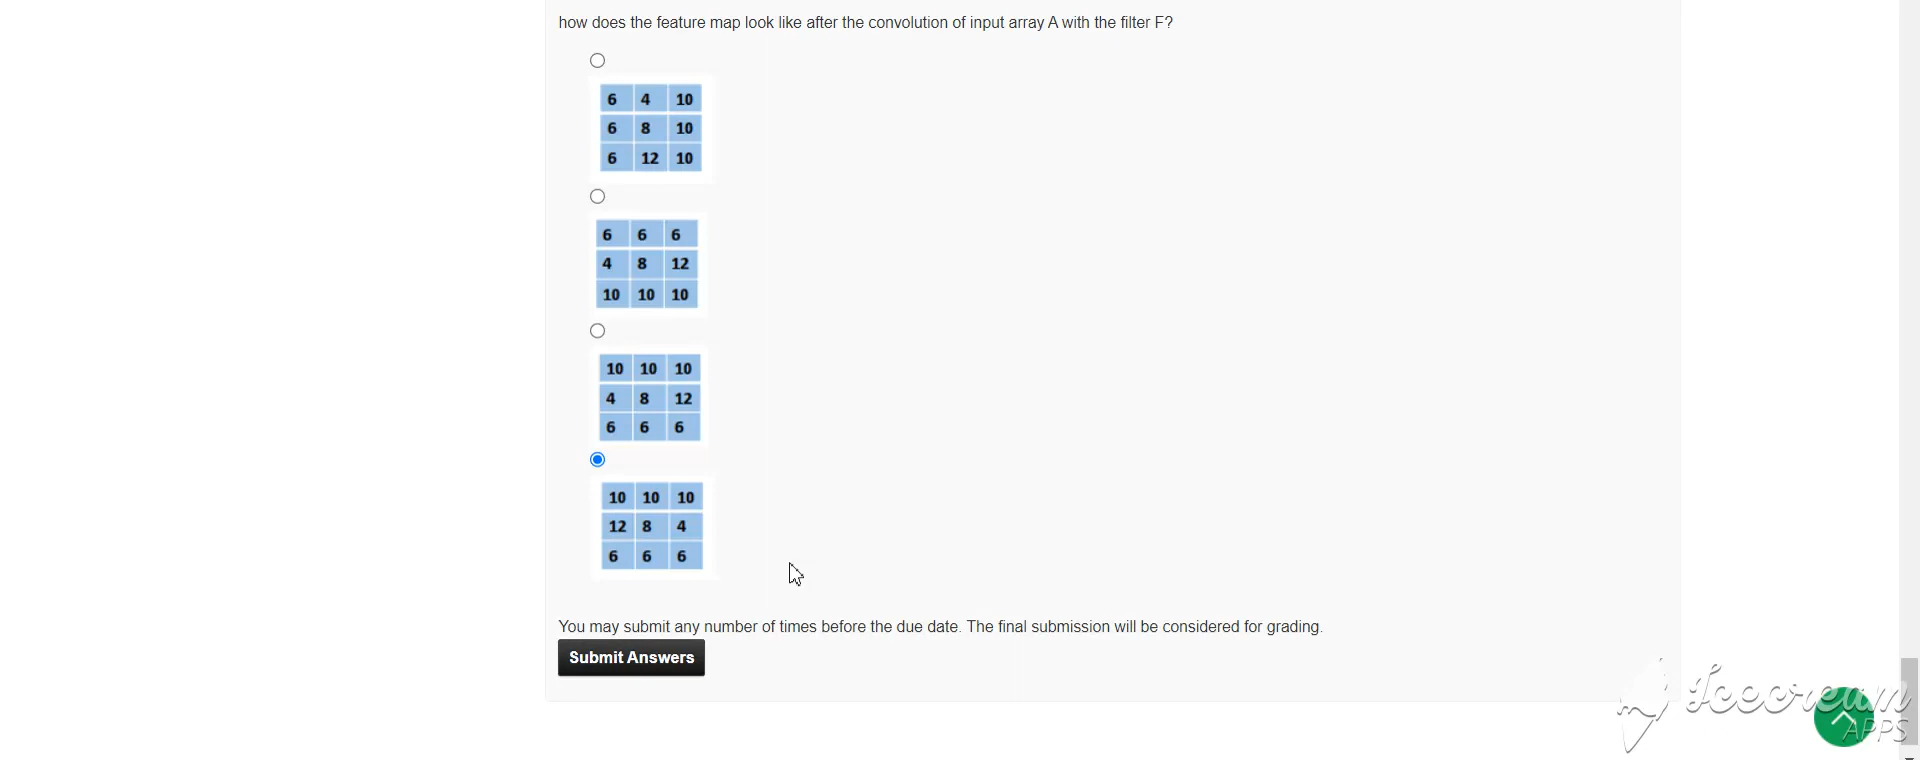 how does the feature map look like after the convolution of input array A with the filter F?
6 4 10
6 8 10
6 12 10
6 6 6
4 8 12
10 10 10
10 10 10
4 8 12
6 6 6
10 10 10
12 8 4
6 6 6
You may submit any number of times before the due date. The final submission will be considered for grading.
Submit Answers
Icecream
APPS